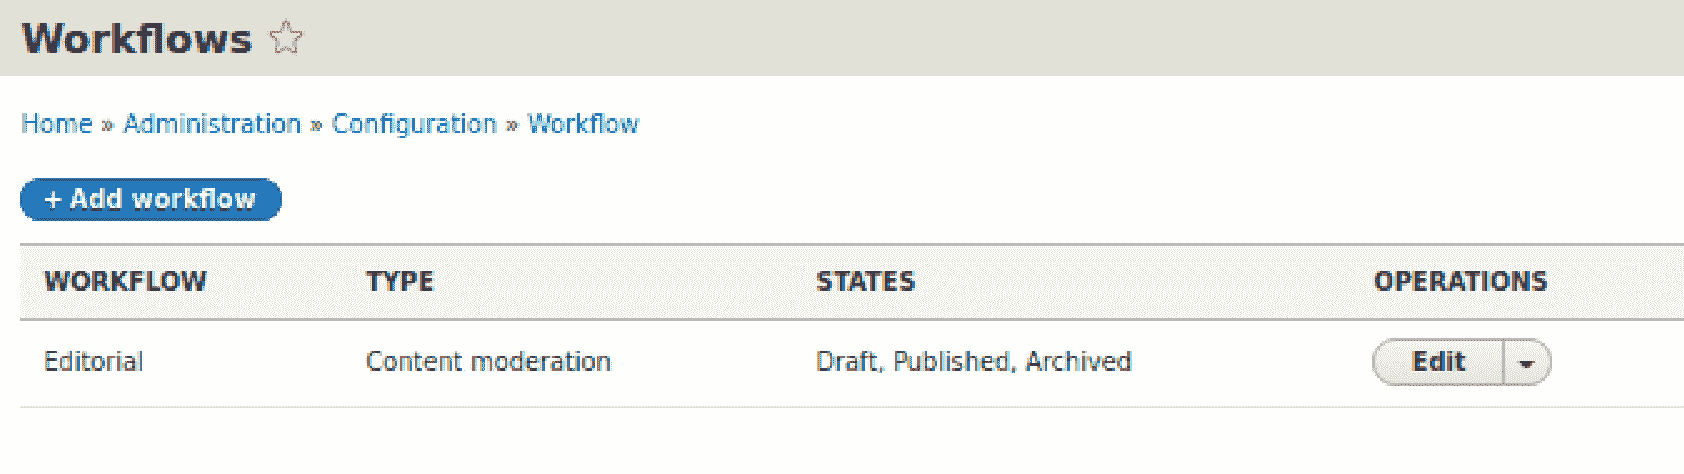 Workflows
Home » Administration » Configuration » Workflow
+ Add workflow
WORKFLOW TYPE STATES OPERATIONS
Editorial Content moderation Draft, Published, Archived Edit